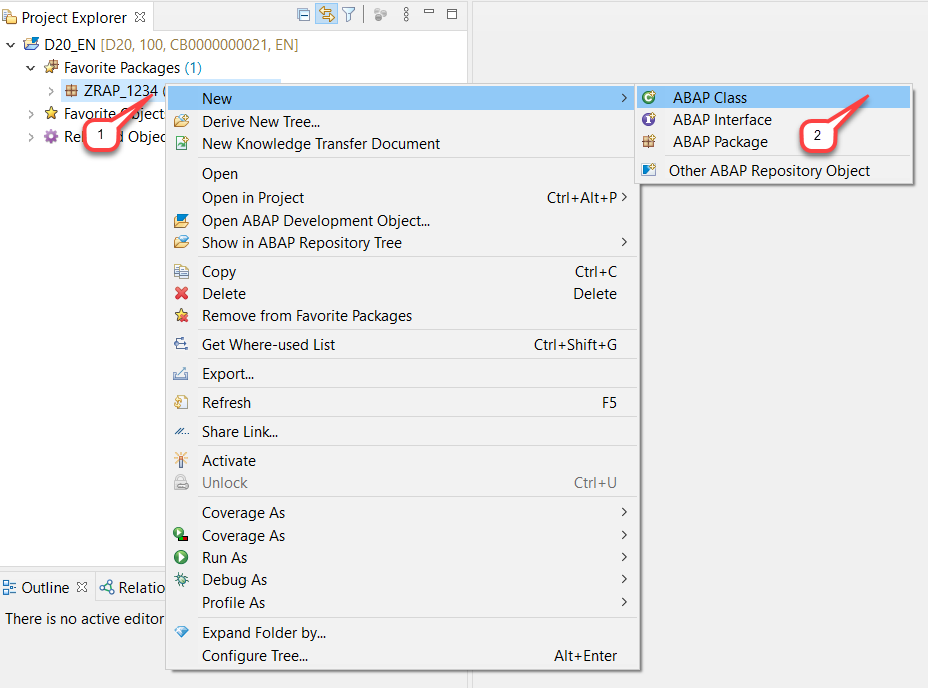 Project Explorer
D20_EN [D20, 100, CB0000000021, EN]
Favorite Packages (1)
ZRAP_1234
Favorite Object
1
Outline
Relatio
There is no active editor
New
Derive New Tree...
New Knowledge Transfer Document
Open
Open in Project Ctrl+Alt+P
Open ABAP Development Object...
Show in ABAP Repository Tree
Copy Ctrl+C
Delete Delete
Remove from Favorite Packages
Get Where-used List Ctrl+Shift+G
Export...
Refresh F5
Share Link...
Activate
Unlock Ctrl+U
Coverage As
Coverage As
Run As
Debug As
Profile As
Expand Folder by...
Configure Tree... Alt+Enter
ABAP Class
ABAP Interface
ABAP Package
2
Other ABAP Repository Object